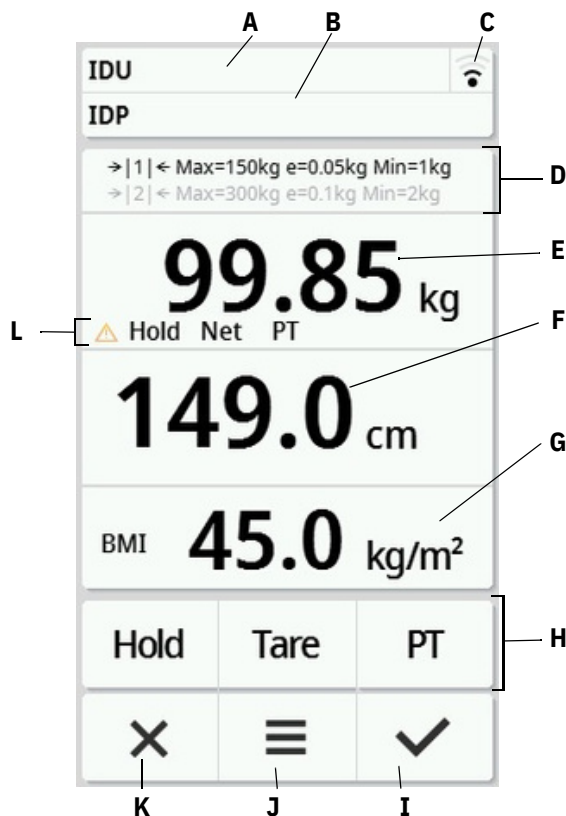 A B C
IDU
IDP
→|1|← Max=150kg e=0.05kg Min=1kg
→|2|← Max=300kg e=0.1kg Min=2kg
D
99.85 kg
E
L
Hold Net PT
F
149.0 cm
G
BMI 45.0 kg/m²
Hold Tare PT
H
K J I